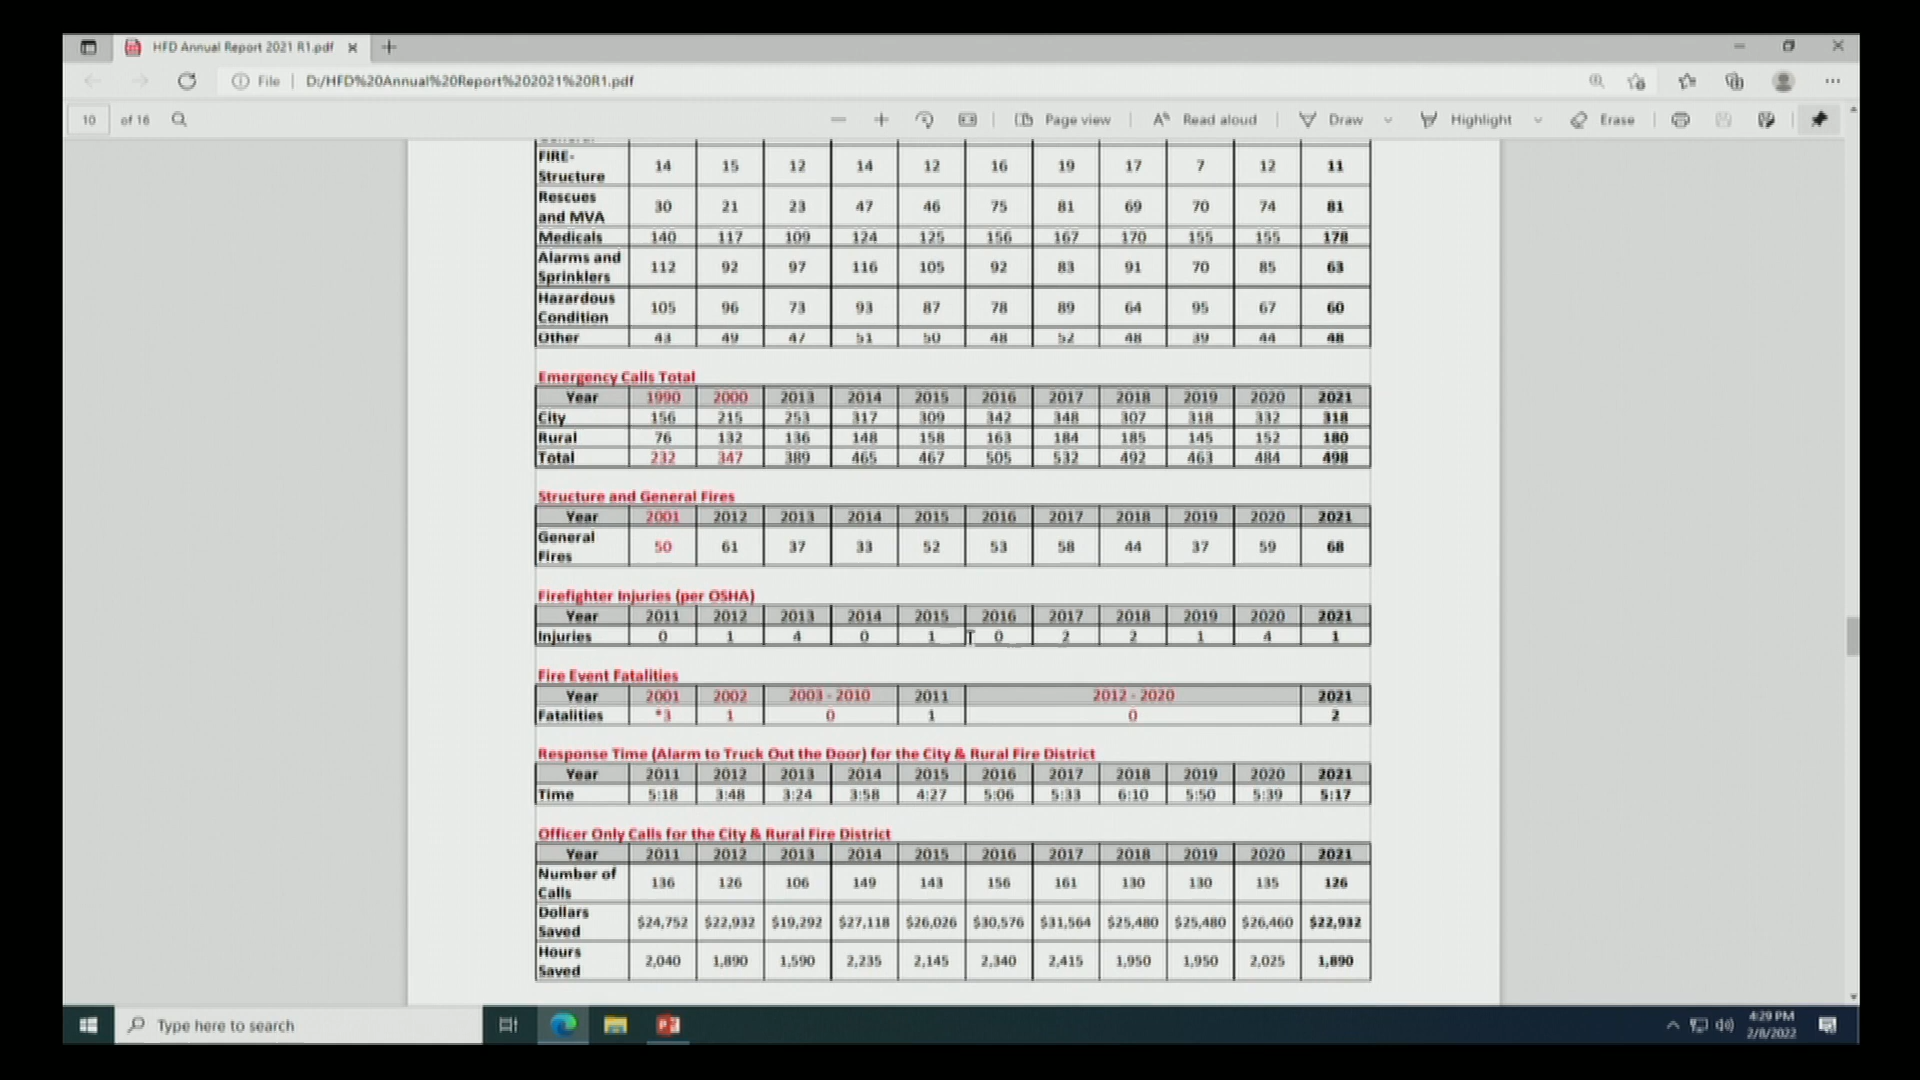 HFD Annual Report 2021 R1.pdf
File | D:/HFD%20Annual%20Report%202021%20R1.pdf
10 of 16 Page view Read aloud Draw Highlight Erase
FIRE-Structure 14 15 12 14 12 16 19 17 7 12 11
Rescues and MVA 30 21 23 47 46 75 81 69 70 74 81
Medicals 140 117 109 124 125 156 167 170 155 155 178
Alarms and Sprinklers 112 92 97 116 105 92 83 91 70 85 63
Hazardous Condition 105 96 73 93 87 78 89 64 95 67 60
Other 43 49 47 51 50 48 52 48 39 44 48
Emergency Calls Total
Year 1990 2000 2013 2014 2015 2016 2017 2018 2019 2020 2021
City 156 215 253 317 309 342 348 307 318 332 318
Rural 76 132 136 148 158 163 184 185 145 152 180
Total 232 347 389 465 467 505 532 492 463 484 498
Structure and General Fires
Year 2001 2012 2013 2014 2015 2016 2017 2018 2019 2020 2021
General Fires 50 61 37 33 52 53 58 44 37 59 68
Firefighter Injuries (per OSHA)
Year 2011 2012 2013 2014 2015 2016 2017 2018 2019 2020 2021
Injuries 0 1 4 0 1 0 2 2 1 4 1
Fire Event Fatalities
Year 2001 2002 2003 - 2010 2011 2012 - 2020 2021
Fatalities *3 1 0 1 0 2
Response Time (Alarm to Truck Out the Door) for the City & Rural Fire District
Year 2011 2012 2013 2014 2015 2016 2017 2018 2019 2020 2021
Time 5:18 3:48 3:24 3:58 4:27 5:06 5:33 6:10 5:50 5:39 5:17
Officer Only Calls for the City & Rural Fire District
Year 2011 2012 2013 2014 2015 2016 2017 2018 2019 2020 2021
Number of Calls 136 126 106 149 143 156 161 130 130 135 126
Dollars Saved $24,752 $22,932 $19,292 $27,118 $26,026 $30,576 $31,564 $25,480 $25,480 $26,460 $22,932
Hours Saved 2,040 1,890 1,590 2,235 2,145 2,340 2,415 1,950 1,950 2,025 1,890
Type here to search
4:29 PM
2/8/2022